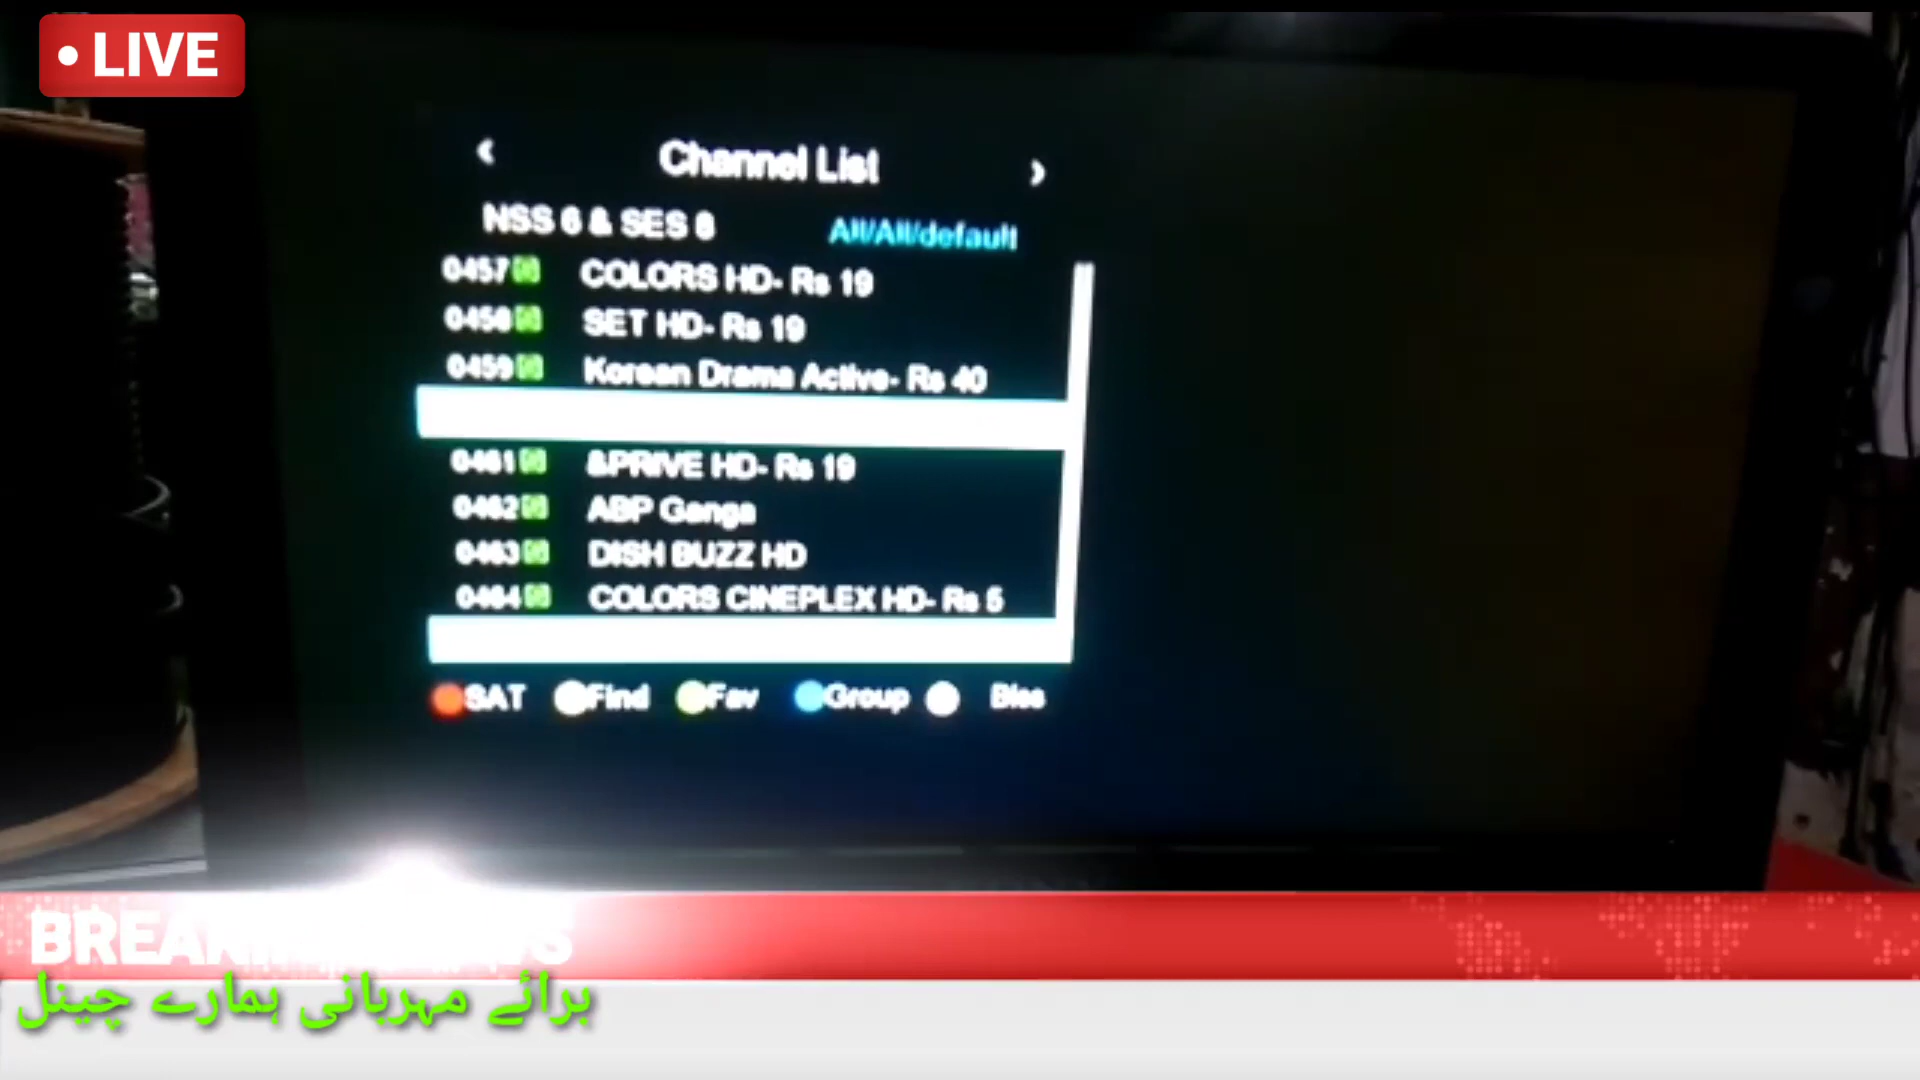 • LIVE
Channel List
NSS 6 & SES 8
All/All/default
0457 COLORS HD- Rs 19
0458 SET HD- Rs 19
0459 Korean Drama Active- Rs 40
0461 &PRIVE HD- Rs 19
0462 ABP Ganga
0463 DISH BUZZ HD
0464 COLORS CINEPLEX HD- Rs 5
SAT Find Fav Group Biss
برائے مہربانی ہمارے چینل